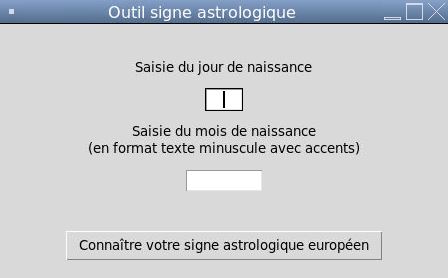 Outil signe astrologique
Saisie du jour de naissance
Saisie du mois de naissance
(en format texte minuscule avec accents)
Connaître votre signe astrologique européen